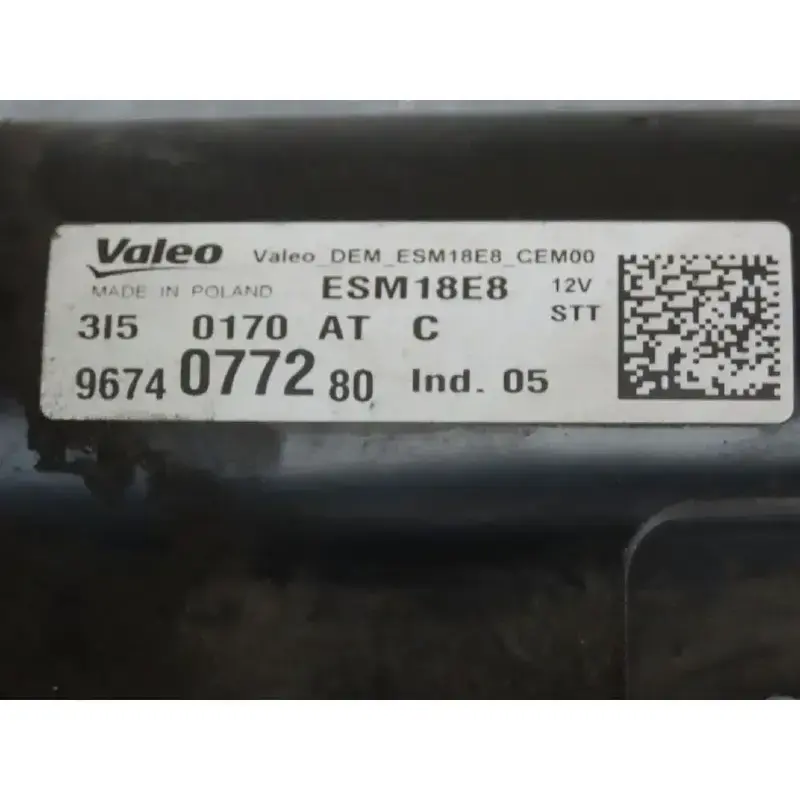 Valeo Valeo_DEM_ESM18E8_CEM00
MADE IN POLAND ESM18E8 12V
3I5 0170 AT C STT
9674 0772 80 Ind. 05